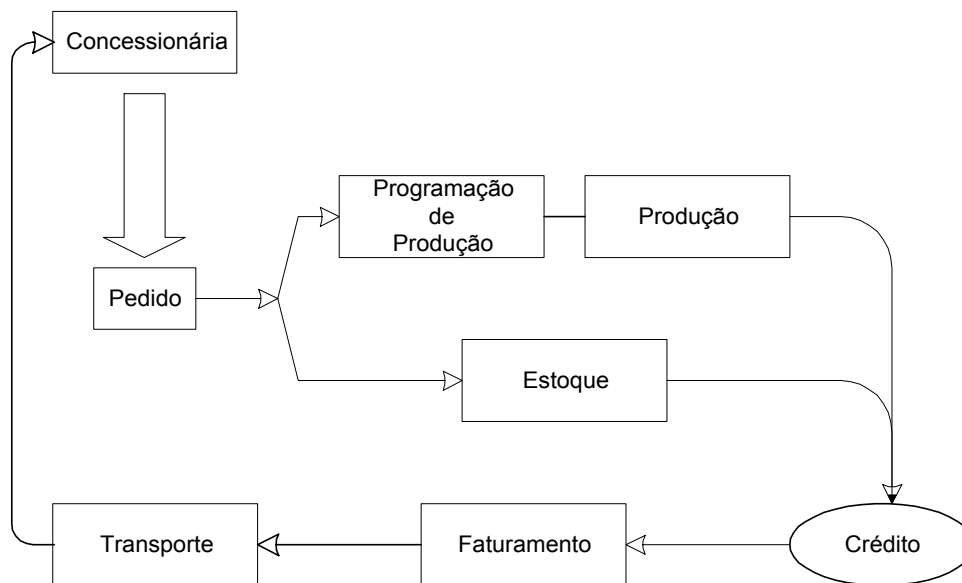 Concessionária
Programação
de
Produção
Produção
Pedido
Estoque
Transporte
Faturamento
Crédito